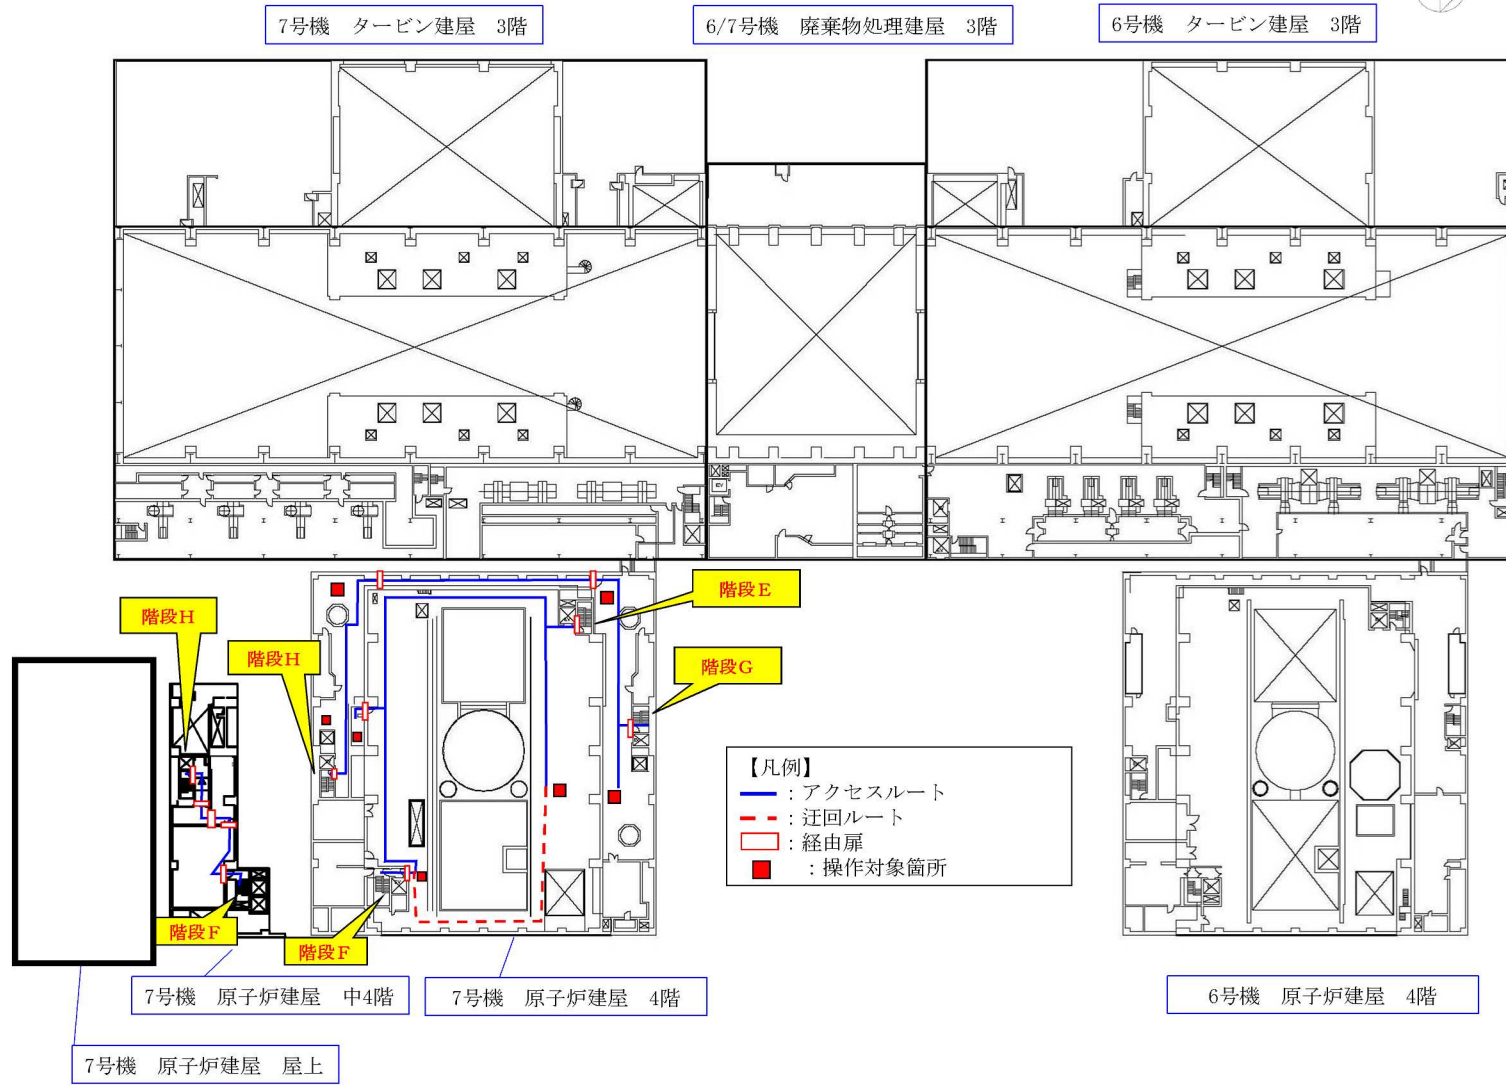 7号機 タービン建屋 3階
6/7号機 廃棄物処理建屋 3階
6号機 タービン建屋 3階
階段E
階段H
階段H
階段G
【凡例】
：アクセスルート
：迂回ルート
：経由扉
：操作対象箇所
階段F
階段F
7号機 原子炉建屋 中4階
7号機 原子炉建屋 4階
6号機 原子炉建屋 4階
7号機 原子炉建屋 屋上